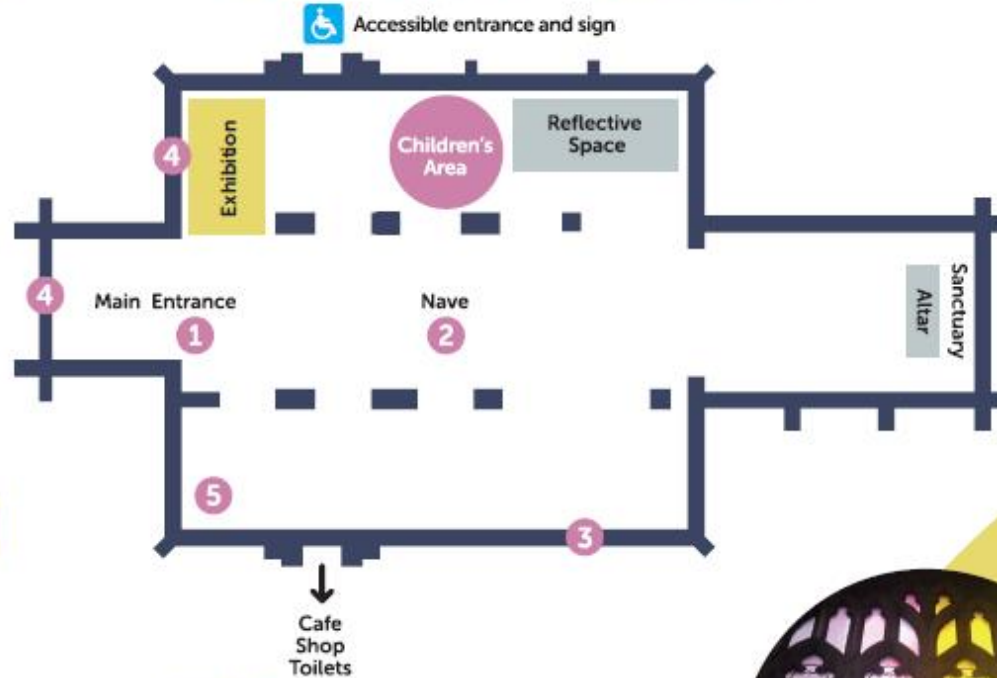 Accessible entrance and sign
4
Exhibition
Children's
Area
Reflective
Space
4
Main Entrance
1
Nave
2
Altar
Sanctuary
5
3
Cafe
Shop
Toilets